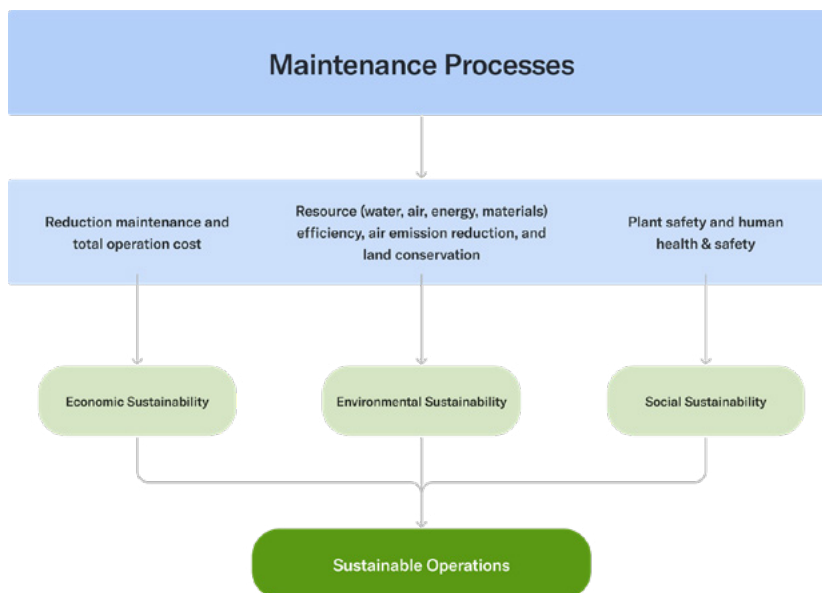 Maintenance Processes
Reduction maintenance and
total operation cost
Resource (water, air, energy, materials)
efficiency, air emission reduction, and
land conservation
Plant safety and human
health & safety
Economic Sustainability
Environmental Sustainability
Social Sustainability
Sustainable Operations